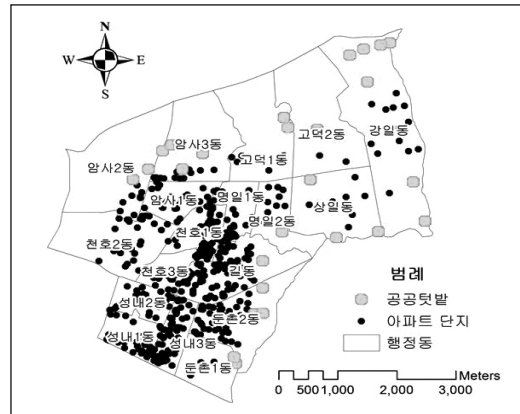 N
W E
S
암사3동
고덕2동
강일동
암사2동
고덕1동
암사1동
명일1동
상일동
명일2동
천호1동
천호2동
천호3동
길동
성내2동
둔촌2동
성내1동
성내3동
둔촌1동
범례
공공텃밭
아파트 단지
행정동
Meters
0 500 1,000 2,000 3,000